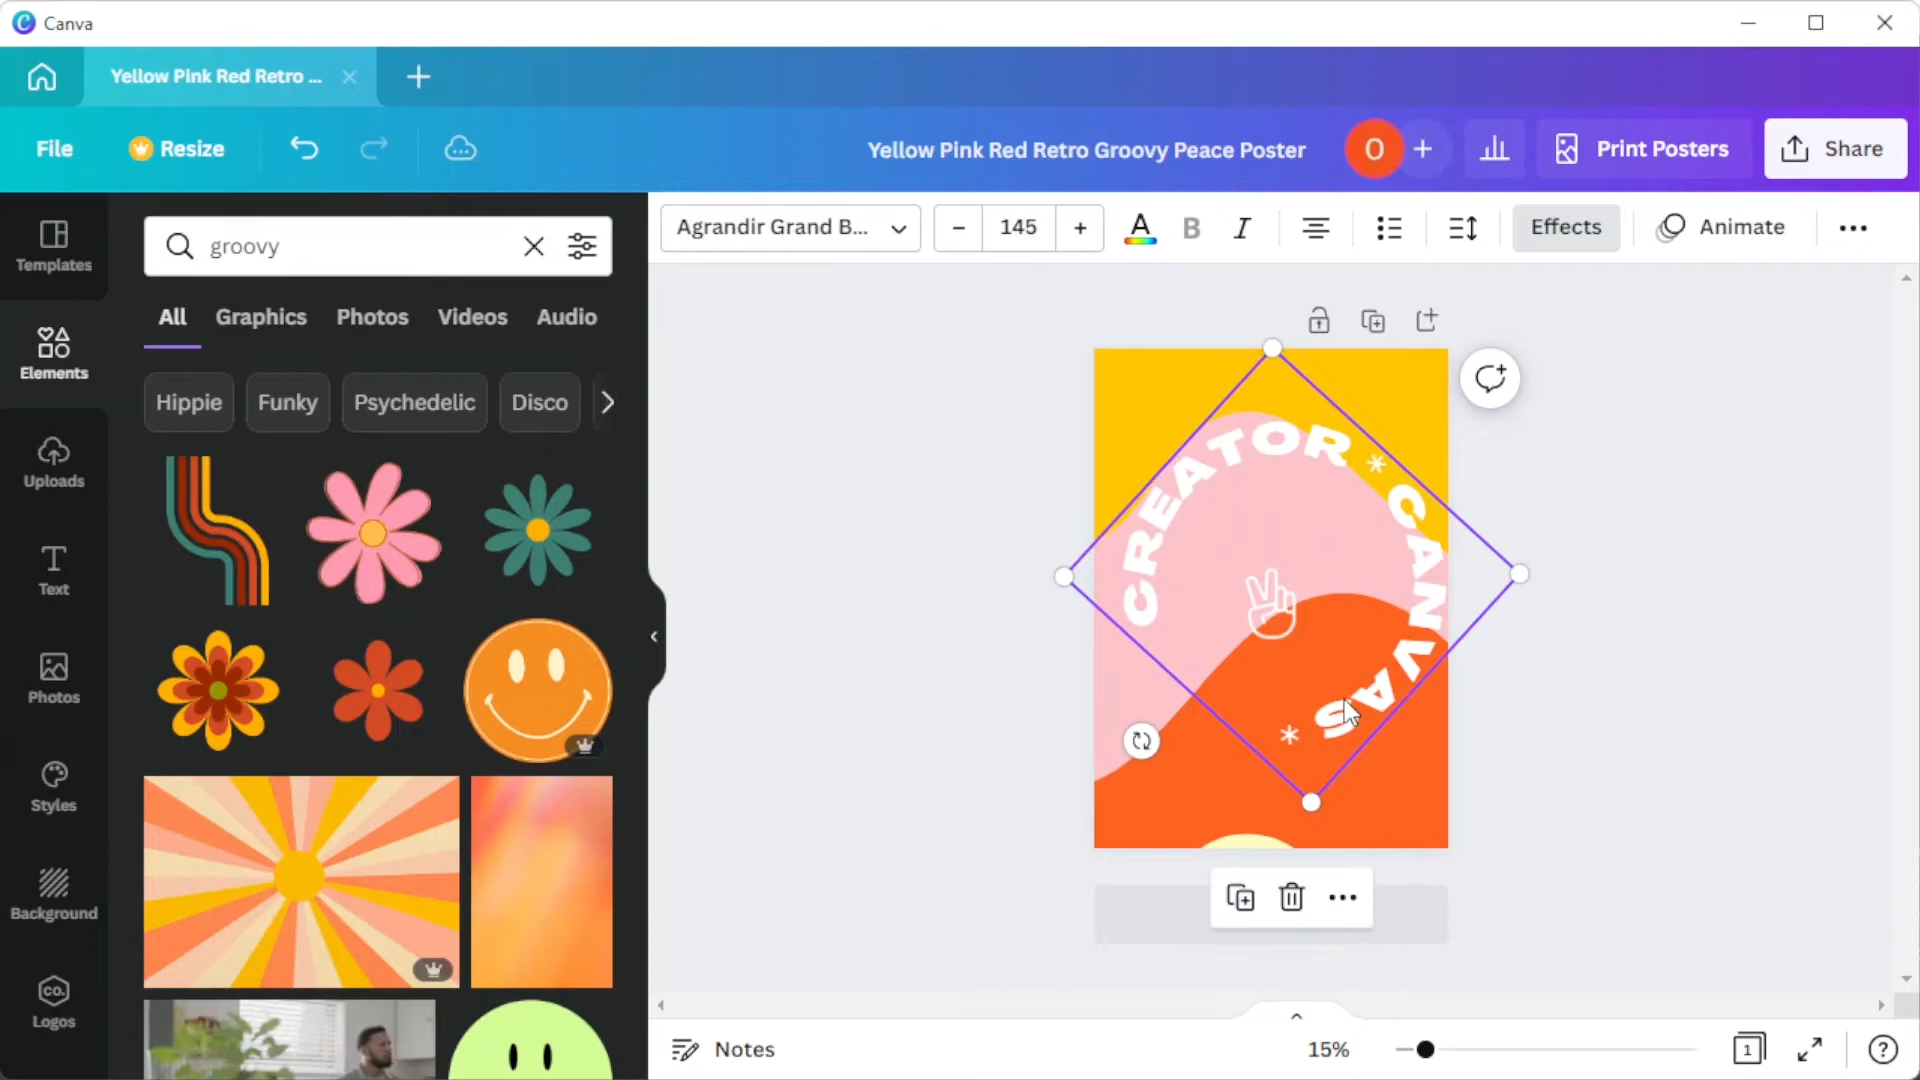 Canva
Yellow Pink Red Retro ...
File
Resize
Yellow Pink Red Retro Groovy Peace Poster
O
Print Posters
Share
Templates
Elements
Uploads
Text
Photos
Styles
Background
CO.
Logos
groovy
All
Graphics
Photos
Videos
Audio
Hippie
Funky
Psychedelic
Disco
Agrandir Grand B...
145
A
B
I
Effects
Animate
CREATOR * CANVAS *
Notes
15%
1
?